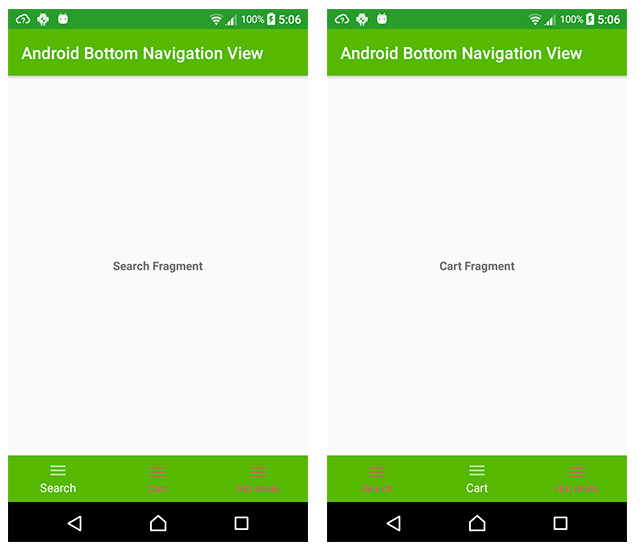 100% 5:06
Android Bottom Navigation View
Search Fragment
Search Cart Hot deals
100% 5:06
Android Bottom Navigation View
Cart Fragment
Search Cart Hot deals